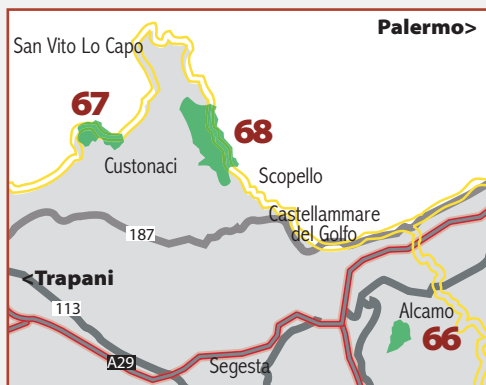 Palermo>
San Vito Lo Capo
67
68
Custonaci
Scopello
Castellammare
del Golfo
187
<Trapani
113
Alcamo
66
A29
Segesta